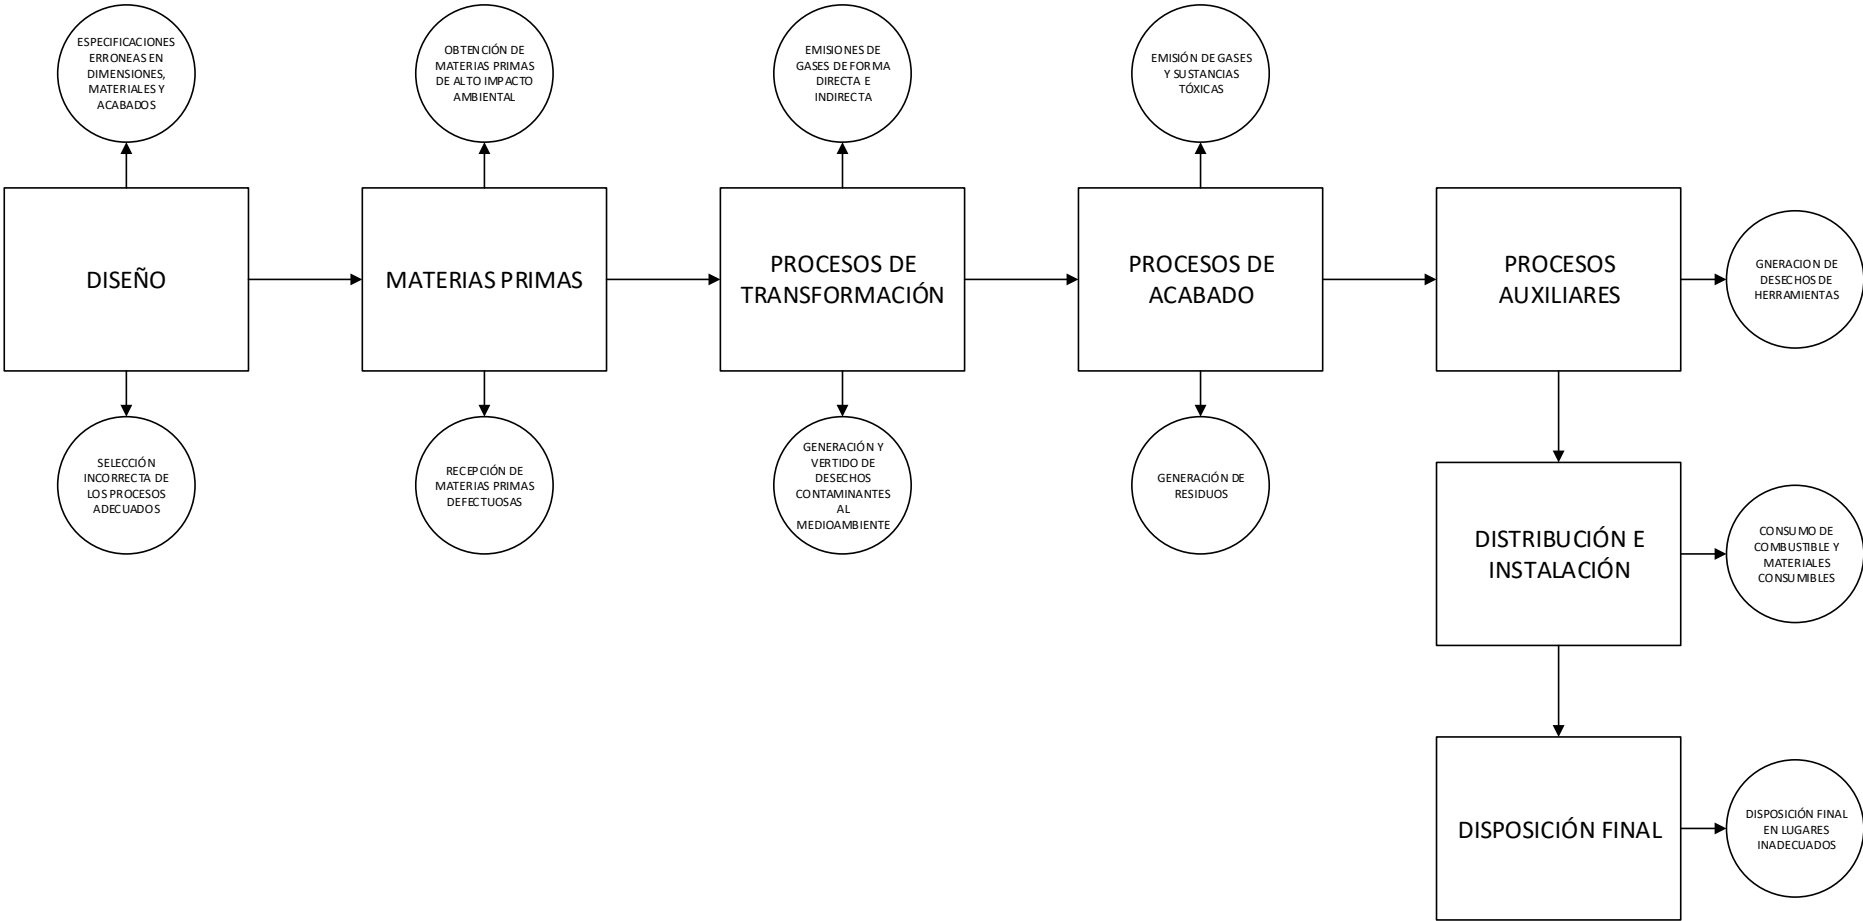 ESPECIFICACIONES
ERRONEAS EN
DIMENSIONES,
MATERIALES Y
ACABADOS
OBTENCIÓN DE
MATERIAS PRIMAS
DE ALTO IMPACTO
AMBIENTAL
EMISIONES DE
GASES DE FORMA
DIRECTA E
INDIRECTA
EMISIÓN DE GASES
Y SUSTANCIAS
TÓXICAS
DISEÑO
MATERIAS PRIMAS
PROCESOS DE
TRANSFORMACIÓN
PROCESOS DE
ACABADO
PROCESOS
AUXILIARES
GNERACION DE
DESECHOS DE
HERRAMIENTAS
SELECCIÓN
INCORRECTA DE
LOS PROCESOS
ADECUADOS
RECEPCIÓN DE
MATERIAS PRIMAS
DEFECTUOSAS
GENERACIÓN Y
VERTIDO DE
DESECHOS
CONTAMINANTES
AL
MEDIOAMBIENTE
GENERACIÓN DE
RESIDUOS
DISTRIBUCIÓN E
INSTALACIÓN
CONSUMO DE
COMBUSTIBLE Y
MATERIALES
CONSUMIBLES
DISPOSICIÓN FINAL
DISPOSICIÓN FINAL
EN LUGARES
INADECUADOS